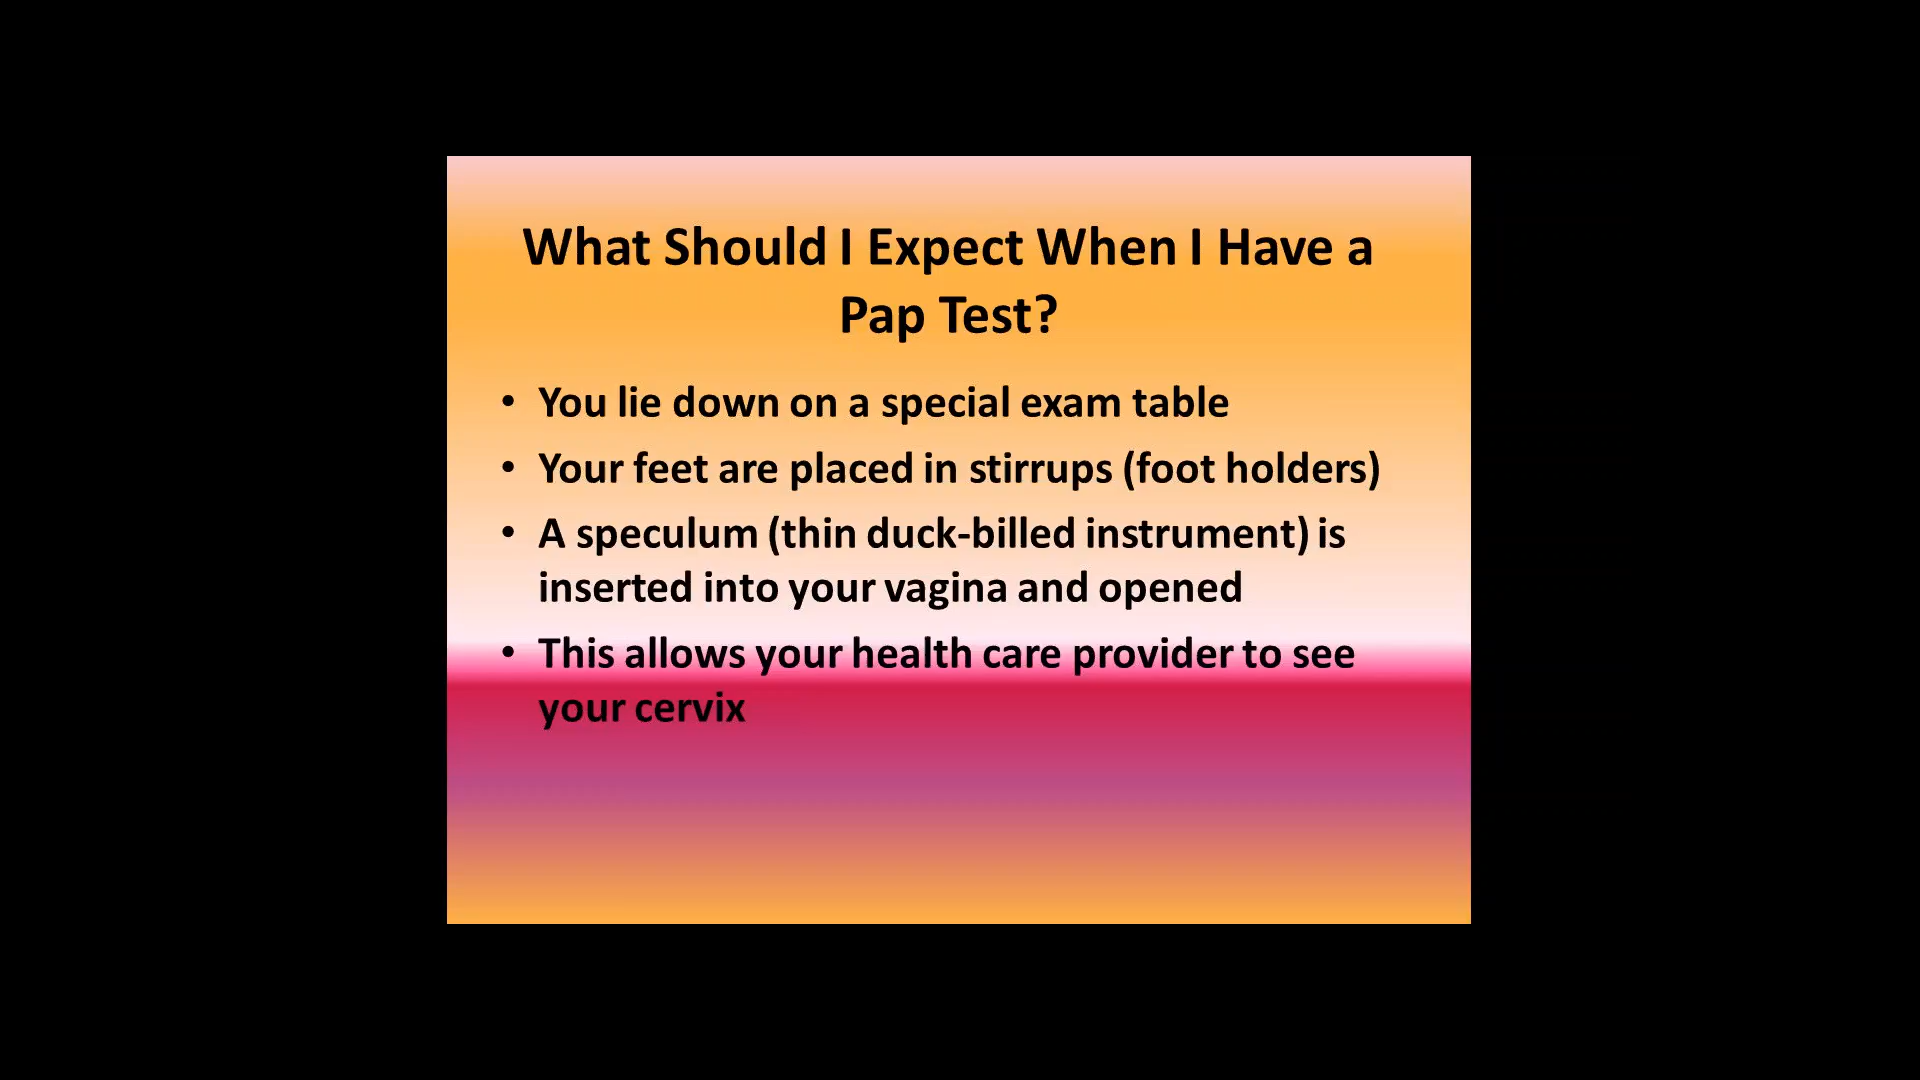 What Should I Expect When I Have a
Pap Test?
• You lie down on a special exam table
• Your feet are placed in stirrups (foot holders)
• A speculum (thin duck-billed instrument) is
inserted into your vagina and opened
• This allows your health care provider to see
your cervix